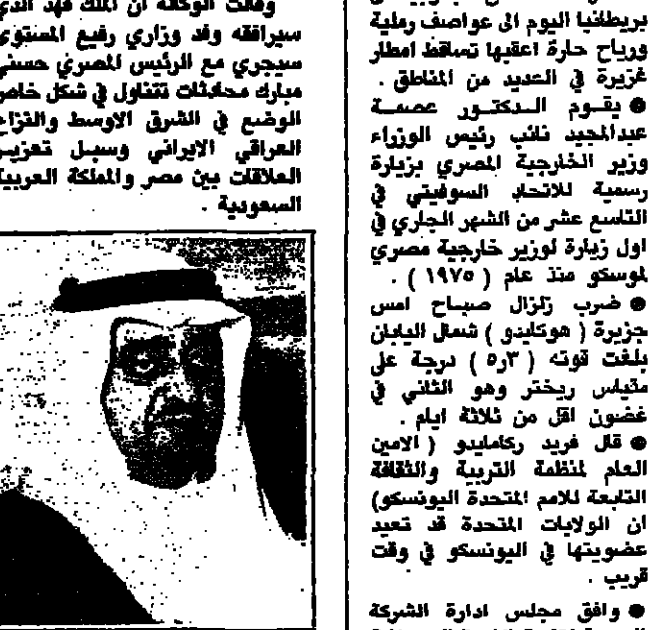 وقالت الوكالة ان الملك فهد الذي
سيرافقه وفد وزاري رفيع المستوى
سيجري مع الرئيس المصري حسني
مبارك محادثات تتناول في شكل خاص
الوضع في الشرق الاوسط والنزاع
العراقي الايراني وسبل تعزيز
العلاقات بين مصر والمملكة العربية
السعودية .
بريطانيا اليوم الى عواصف رملية
ورياح حارة اعقبها تساقط امطار
غزيرة في العديد من المناطق .
● يقوم الدكتور عصمة
عبدالمجيد نائب رئيس الوزراء
وزير الخارجية المصري بزيارة
رسمية للاتحاد السوفيتي في
التاسع عشر من الشهر الجاري في
اول زيارة لوزير خارجية مصري
لموسكو منذ عام ( ١٩٧٥ ) .
● ضرب زلزال صباح امس
جزيرة ( هوكايدو ) شمال اليابان
بلغت قوته ( ٥ر٣ ) درجة على
مقياس ريختر وهو الثاني في
غضون اقل من ثلاثة ايام .
● قال فريد ركامليدو ( الامين
العام لمنظمة التربية والثقافة
التابعة للامم المتحدة اليونسكو)
ان الولايات المتحدة قد تعيد
عضويتها في اليونسكو في وقت
قريب .
● وافق مجلس ادارة الشركة